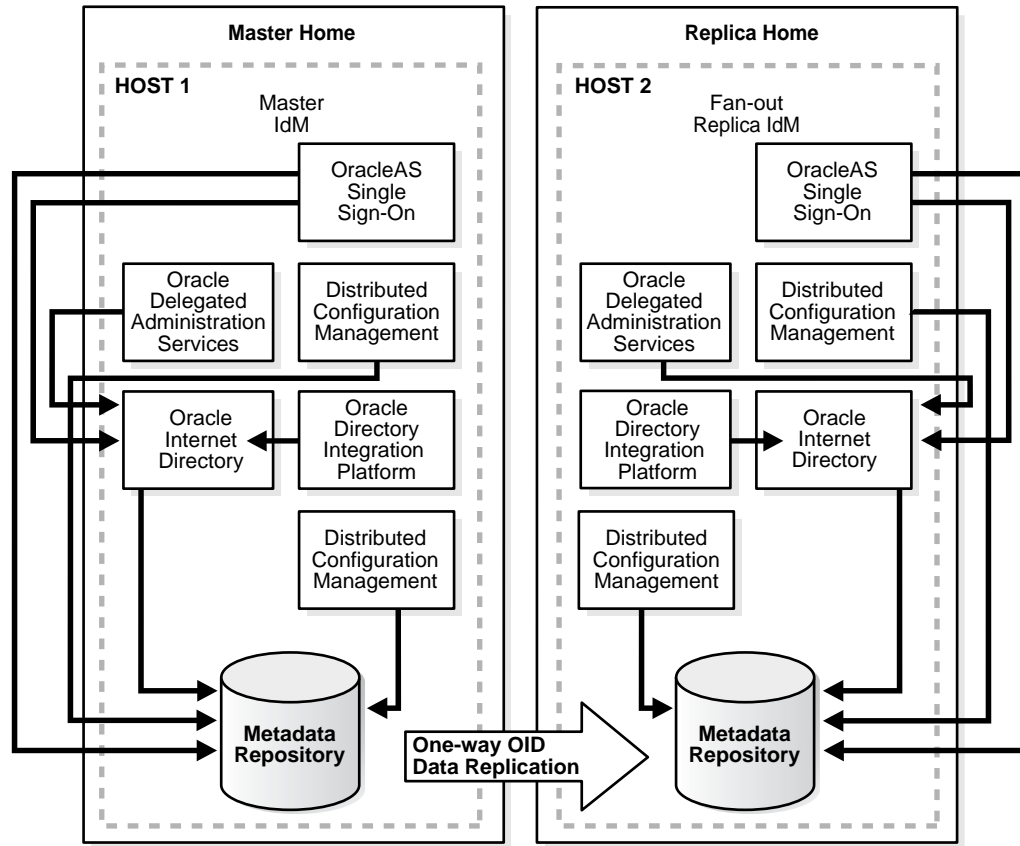 Master Home
HOST 1
Master
IdM
OracleAS
Single
Sign-On
Oracle
Delegated
Administration
Services
Distributed
Configuration
Management
Oracle
Internet
Directory
Oracle
Directory
Integration
Platform
Distributed
Configuration
Management
Metadata
Repository
One-way OID
Data Replication
Replica Home
HOST 2
Fan-out
Replica IdM
OracleAS
Single
Sign-On
Oracle
Delegated
Administration
Services
Distributed
Configuration
Management
Oracle
Directory
Integration
Platform
Oracle
Internet
Directory
Distributed
Configuration
Management
Metadata
Repository